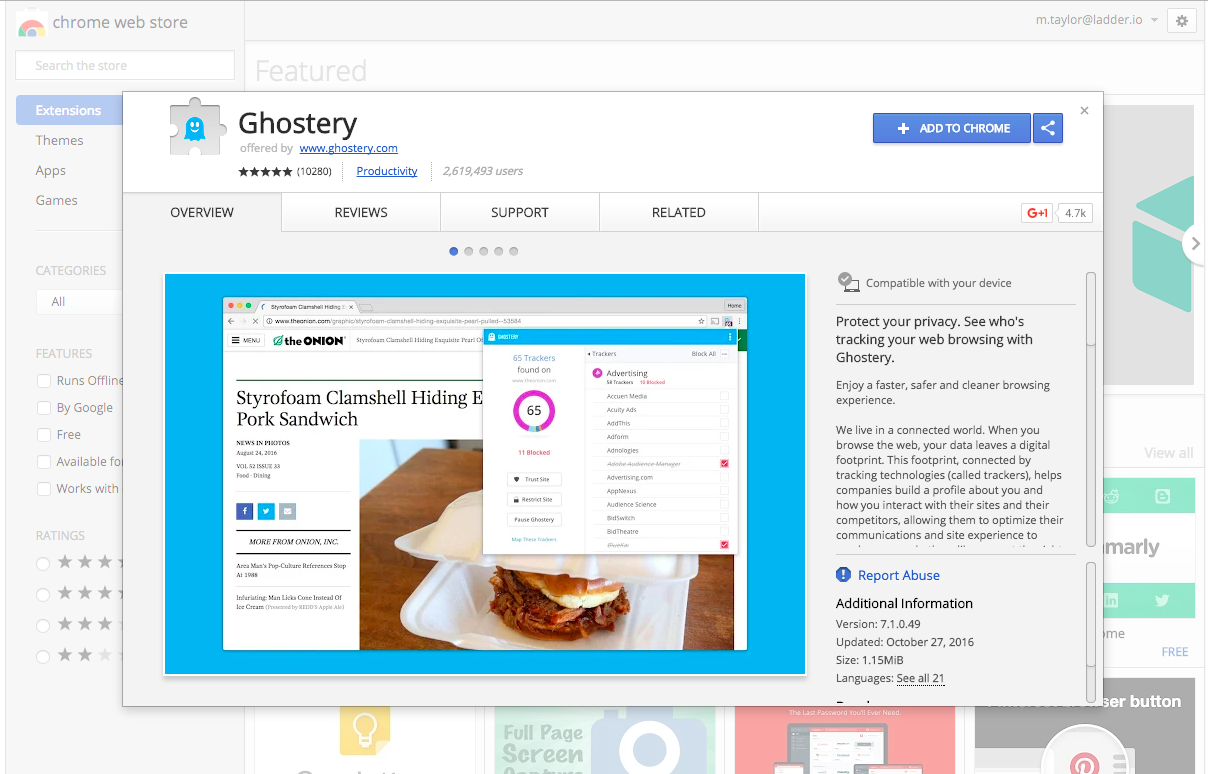 chrome web store
m.taylor@ladder.io
Search the store
Featured
Extensions
Themes
Apps
Games
CATEGORIES
All
FEATURES
Runs Offline
By Google
Free
Available fo
Works with
RATINGS
Ghostery
offered by www.ghostery.com
(10280)
Productivity
2,619,493 users
ADD TO CHROME
OVERVIEW
REVIEWS
SUPPORT
RELATED
G+1
4.7k
Styrofoam Clamshell Hiding E
Home
www.theonion.com/graphic/styrofoam-clamshell-hiding-exquisite-pearl-pulled--53584
MENU
the ONION
Styrofoam Clamshell Hiding Exquisite Pearl O
Styrofoam Clamshell Hiding E
Pork Sandwich
NEWS IN PHOTOS
August 24, 2016
VOL 52 ISSUE 33
Food · Dining
MORE FROM ONION, INC.
Area Man's Pop-Culture References Stop
At 1988
Infuriating: Man Licks Cone Instead Of
Ice Cream (Presented by REDD'S Apple Ale)
GHOSTERY
65 Trackers
found on
www.theonion.com
65
11 Blocked
Trust Site
Restrict Site
Pause Ghostery
Map These Trackers
Trackers
Block All
Advertising
58 Trackers 10 Blocked
Accuen Media
Acuity Ads
AddThis
Adform
Adnologies
Adobe Audience Manager
Advertising.com
AppNexus
Audience Science
BidSwitch
BidTheatre
BlueKai
Compatible with your device
Protect your privacy. See who's
tracking your web browsing with
Ghostery.
Enjoy a faster, safer and cleaner browsing
experience.
We live in a connected world. When you
browse the web, your data leaves a digital
footprint. This footprint, connected by
tracking technologies (called trackers), helps
companies build a profile about you and
how you interact with their sites and their
competitors, allowing them to optimize their
communications and site experience to
Report Abuse
Additional Information
Version: 7.1.0.49
Updated: October 27, 2016
Size: 1.15MiB
Languages: See all 21
View all
marly
ome
FREE
Full Page
Screen
The Last Password You'll Ever Need.
ser button